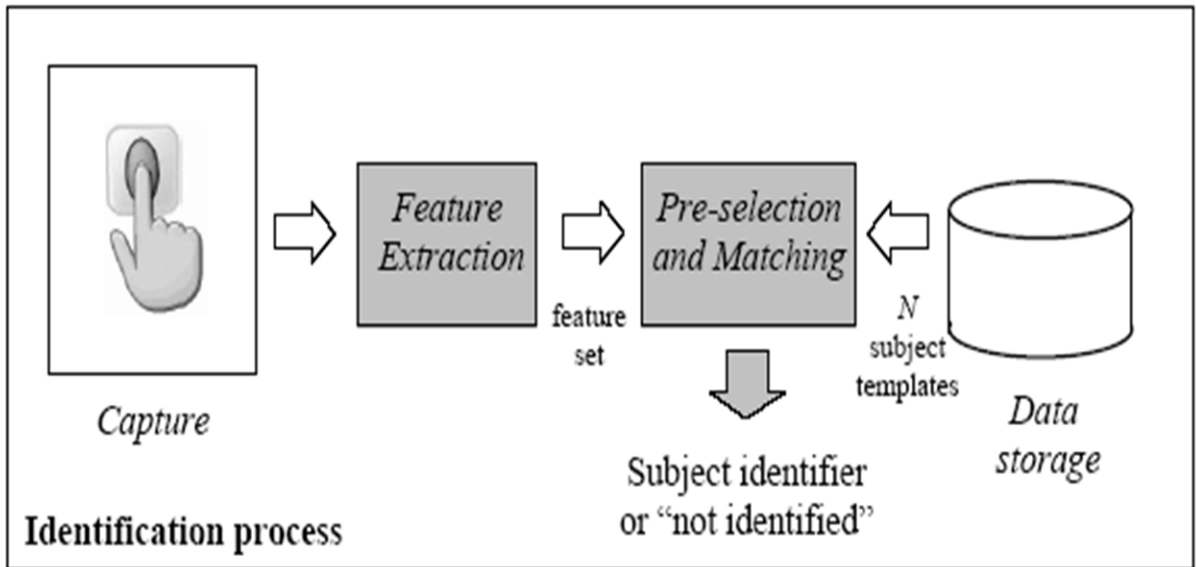 Capture
Feature
Extraction
feature
set
Pre-selection
and Matching
N
subject
templates
Data
storage
Subject identifier
or “not identified”
Identification process